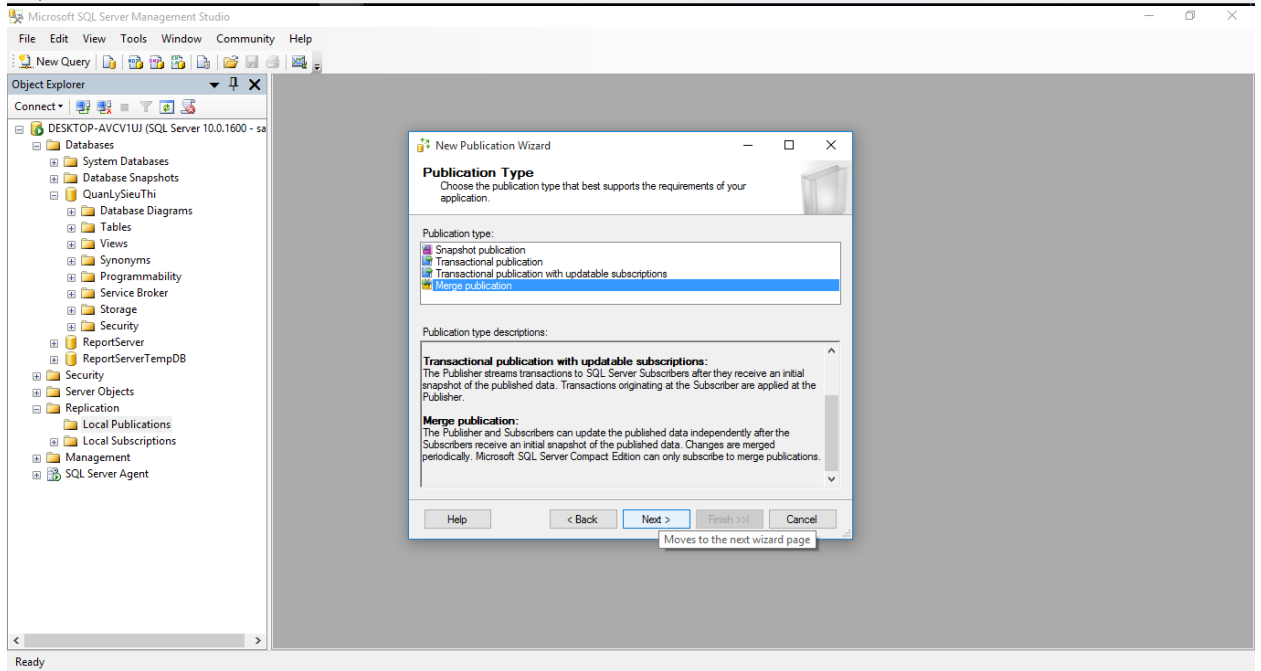 Microsoft SQL Server Management Studio
File Edit View Tools Window Community Help
New Query
Object Explorer
Connect
DESKTOP-AVCV1UJ (SQL Server 10.0.1600 - sa
Databases
System Databases
Database Snapshots
QuanLySieuThi
Database Diagrams
Tables
Views
Synonyms
Programmability
Service Broker
Storage
Security
ReportServer
ReportServerTempDB
Security
Server Objects
Replication
Local Publications
Local Subscriptions
Management
SQL Server Agent
New Publication Wizard
Publication Type
Choose the publication type that best supports the requirements of your
application.
Publication type:
Snapshot publication
Transactional publication
Transactional publication with updatable subscriptions
Merge publication
Publication type descriptions:
Transactional publication with updatable subscriptions:
The Publisher streams transactions to SQL Server Subscribers after they receive an initial
snapshot of the published data. Transactions originating at the Subscriber are applied at the
Publisher.
Merge publication:
The Publisher and Subscribers can update the published data independently after the
Subscribers receive an initial snapshot of the published data. Changes are merged
periodically. Microsoft SQL Server Compact Edition can only subscribe to merge publications.
Help < Back Next > Finish >>| Cancel
Moves to the next wizard page
Ready